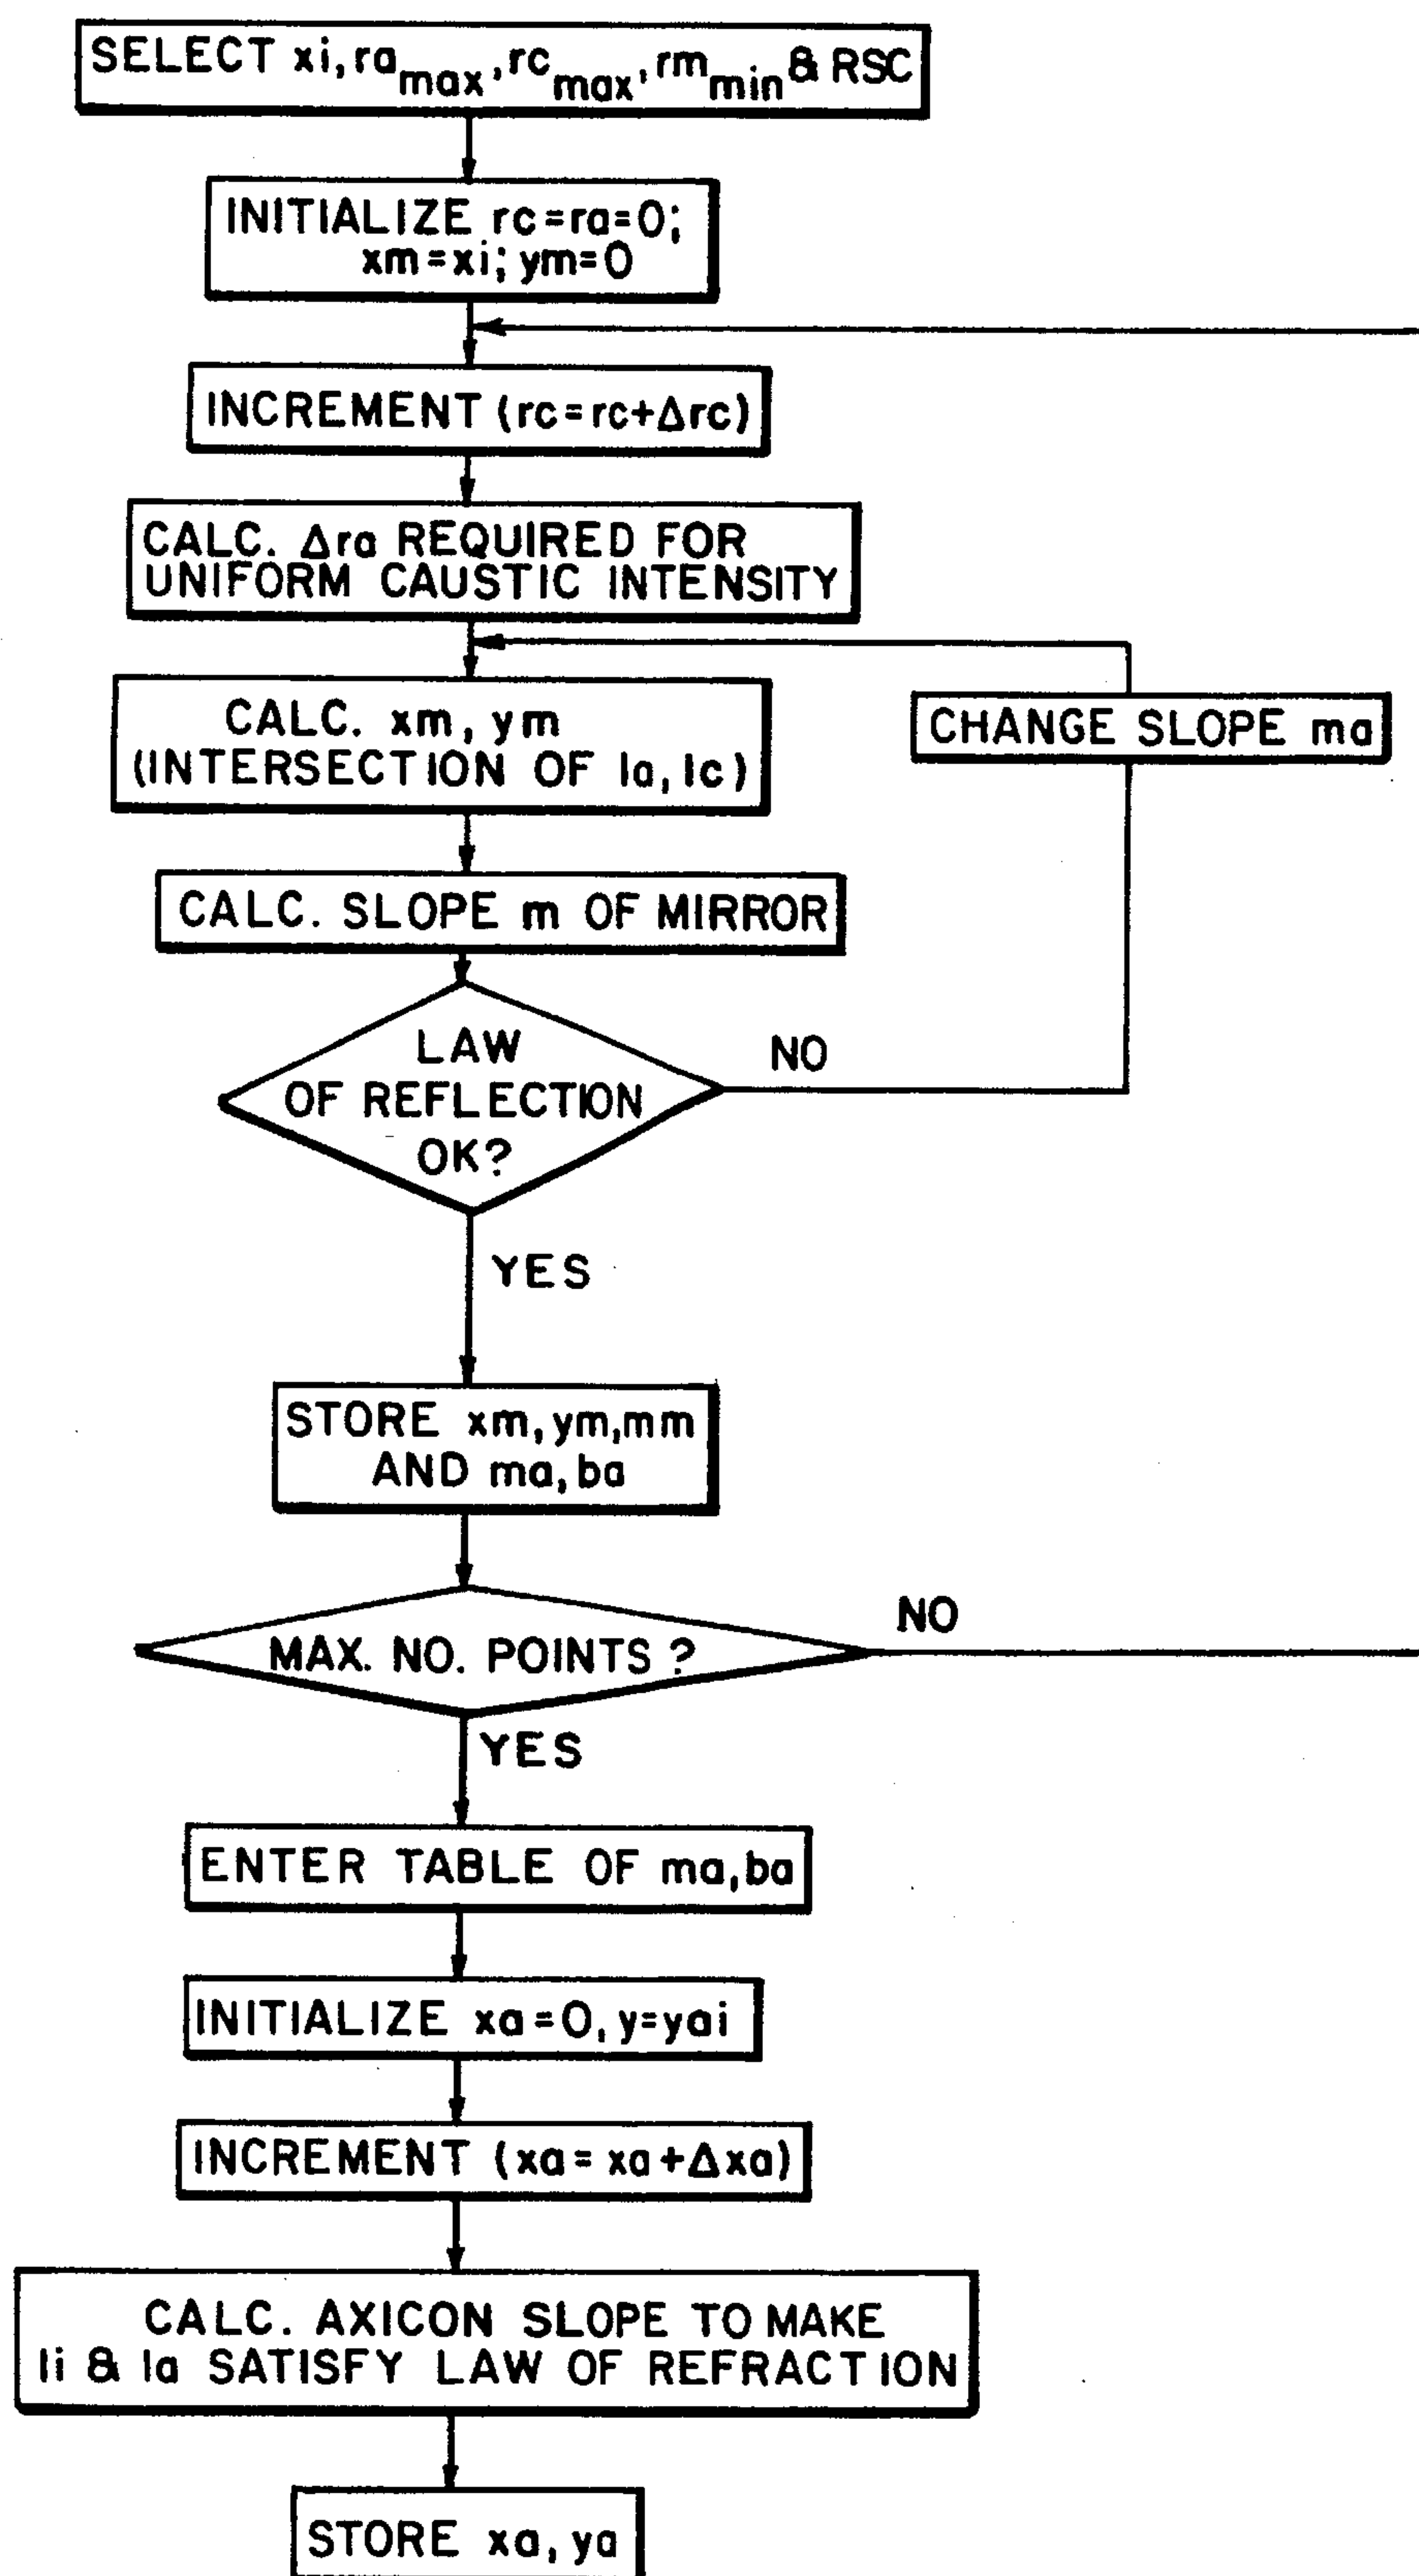 SELECT xi, ra max, rc max, rm min & RSC
INITIALIZE rc=ra=0;
xm=xi; ym=0
INCREMENT (rc=rc+Δrc)
CALC. Δra REQUIRED FOR
UNIFORM CAUSTIC INTENSITY
CALC. xm, ym
(INTERSECTION OF la, lc)
CHANGE SLOPE ma
CALC. SLOPE m OF MIRROR
LAW
OF REFLECTION
OK?
NO
YES
STORE xm, ym, mm
AND ma, ba
MAX. NO. POINTS?
NO
YES
ENTER TABLE OF ma, ba
INITIALIZE xa=0, y=yai
INCREMENT (xa=xa+Δxa)
CALC. AXICON SLOPE TO MAKE
li & la SATISFY LAW OF REFRACTION
STORE xa, ya